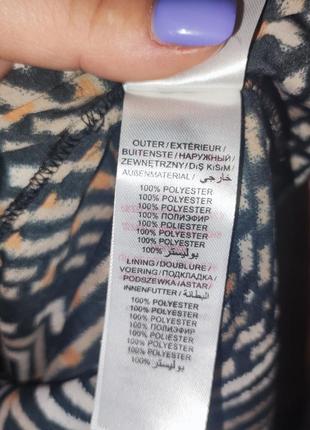 OUTER / EXTÉRIEUR /
BUITENSTE / НАРУЖНЫЙ /
ZEWNĘTRZNY / DIŞ KISIM /
AUßENMATERIAL / خارجي
100% POLYESTER
100% POLYESTER
100% POLYESTER
100% ПОЛИЭФИР
100% POLIESTER
100% POLYESTER
100% POLYESTER
100% بوليستر
LINING / DOUBLURE /
VOERING / ПОДКЛАДКА /
PODSZEWKA / ASTAR /
INNENFUTTER / البطانة
100% POLYESTER
100% POLYESTER
100% POLYESTER
100% ПОЛИЭФИР
100% POLIESTER
100% POLYESTER
100% POLYESTER
100% بوليستر